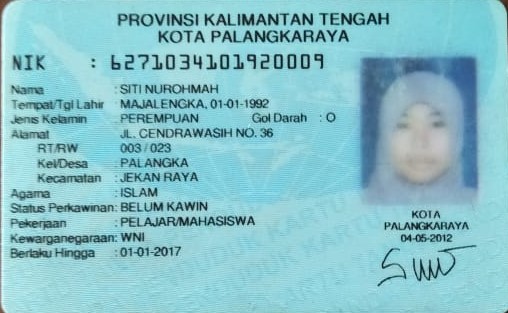 PROVINSI KALIMANTAN TENGAH
KOTA PALANGKARAYA
NIK : 6271034101920009
Nama : SITI NUROHMAH
Tempat/Tgl Lahir : MAJALENGKA, 01-01-1992
Jenis Kelamin : PEREMPUAN Gol Darah : O
Alamat : JL. CENDRAWASIH NO. 36
RT/RW : 003 / 023
Kel/Desa : PALANGKA
Kecamatan : JEKAN RAYA
Agama : ISLAM
Status Perkawinan: BELUM KAWIN
Pekerjaan : PELAJAR/MAHASISWA
Kewarganegaraan: WNI
Berlaku Hingga : 01-01-2017
KOTA
PALANGKARAYA
04-05-2012